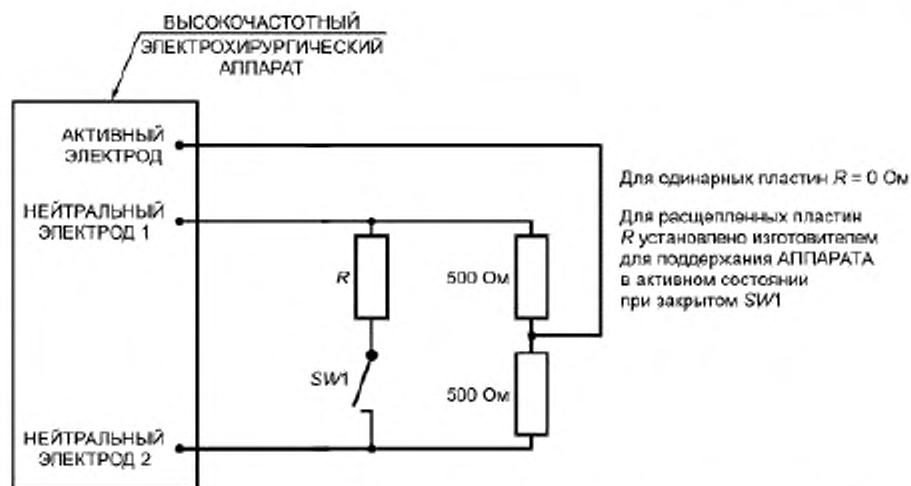 ВЫСОКОЧАСТОТНЫЙ
ЭЛЕКТРОХИРУРГИЧЕСКИЙ
АППАРАТ
АКТИВНЫЙ
ЭЛЕКТРОД
НЕЙТРАЛЬНЫЙ
ЭЛЕКТРОД 1
R
500 Ом
SW1
500 Ом
НЕЙТРАЛЬНЫЙ
ЭЛЕКТРОД 2
Для одинарных пластин R = 0 Ом
Для расщепленных пластин
R установлено изготовителем
для поддержания АППАРАТА
в активном состоянии
при закрытом SW1